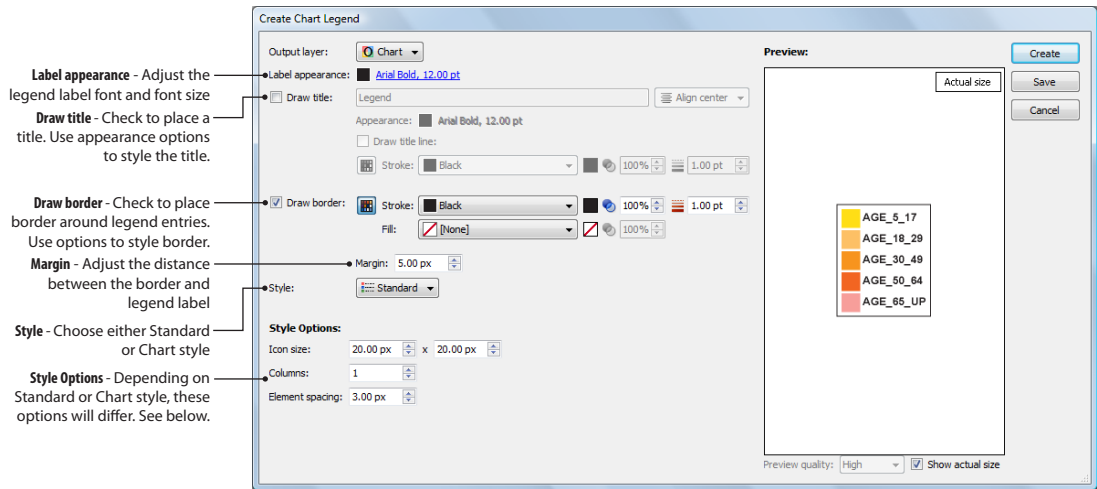 Create Chart Legend
Output layer: Chart
Label appearance: Arial Bold, 12.00 pt
Draw title: Legend Align center
Appearance: Arial Bold, 12.00 pt
Draw title line:
Stroke: Black 100% 1.00 pt
Draw border: Stroke: Black 100% 1.00 pt
Fill: [None] 100%
Margin: 5.00 px
Style: Standard
Style Options:
Icon size: 20.00 px x 20.00 px
Columns: 1
Element spacing: 3.00 px
Preview:
Actual size
AGE_5_17
AGE_18_29
AGE_30_49
AGE_50_64
AGE_65_UP
Preview quality: High Show actual size
Create
Save
Cancel
Label appearance - Adjust the
legend label font and font size
Draw title - Check to place a
title. Use appearance options
to style the title.
Draw border - Check to place
border around legend entries.
Use options to style border.
Margin - Adjust the distance
between the border and
legend label
Style - Choose either Standard
or Chart style
Style Options - Depending on
Standard or Chart style, these
options will differ. See below.